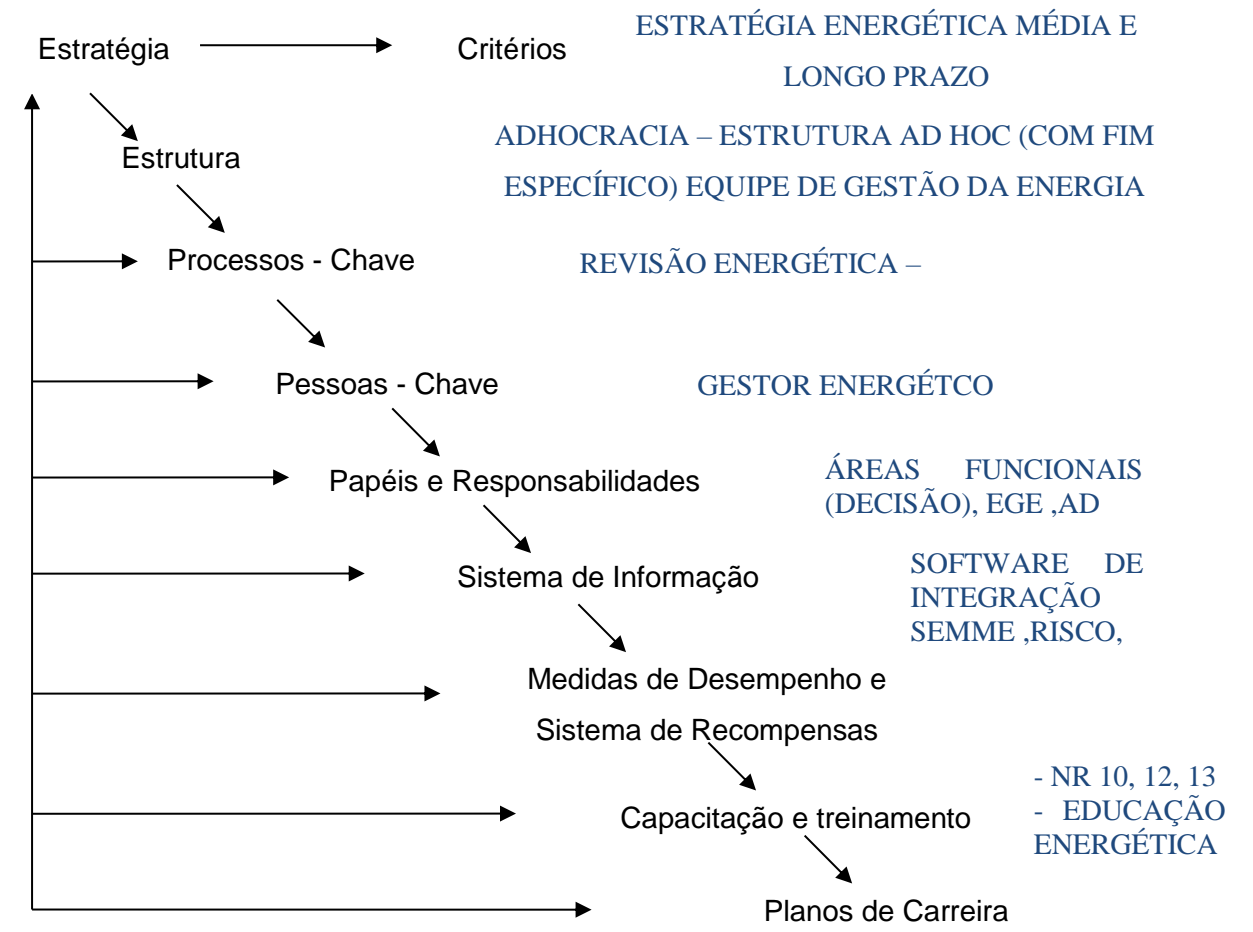 Estratégia
Critérios
ESTRATÉGIA ENERGÉTICA MÉDIA E
LONGO PRAZO
Estrutura
ADHOCRACIA – ESTRUTURA AD HOC (COM FIM
ESPECÍFICO) EQUIPE DE GESTÃO DA ENERGIA
Processos - Chave
REVISÃO ENERGÉTICA –
Pessoas - Chave
GESTOR ENERGÉTCO
Papéis e Responsabilidades
ÁREAS FUNCIONAIS
(DECISÃO), EGE ,AD
Sistema de Informação
SOFTWARE DE
INTEGRAÇÃO
SEMME ,RISCO,
Medidas de Desempenho e
Sistema de Recompensas
Capacitação e treinamento
- NR 10, 12, 13
- EDUCAÇÃO
ENERGÉTICA
Planos de Carreira